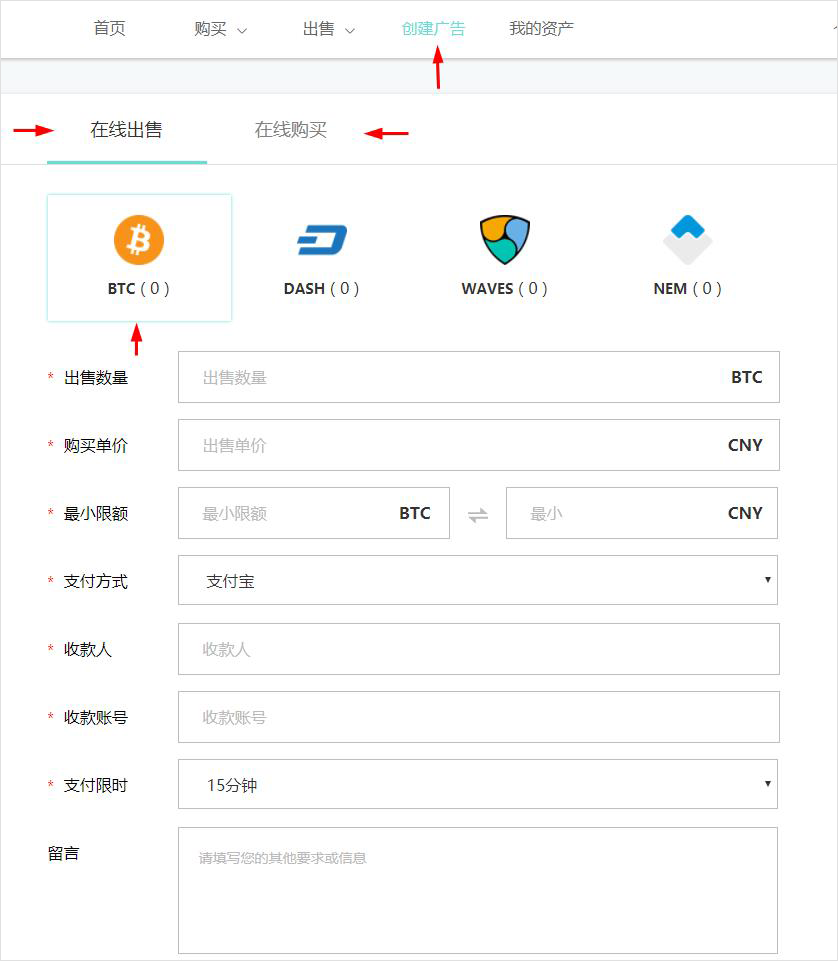 首页 购买 出售 创建广告 我的资产
在线出售 在线购买
BTC ( 0 ) DASH ( 0 ) WAVES ( 0 ) NEM ( 0 )
* 出售数量 出售数量 BTC
* 购买单价 出售单价 CNY
* 最小限额 最小限额 BTC ⇌ 最小 CNY
* 支付方式 支付宝
* 收款人 收款人
* 收款账号 收款账号
* 支付限时 15分钟
留言 请填写您的其他要求或信息